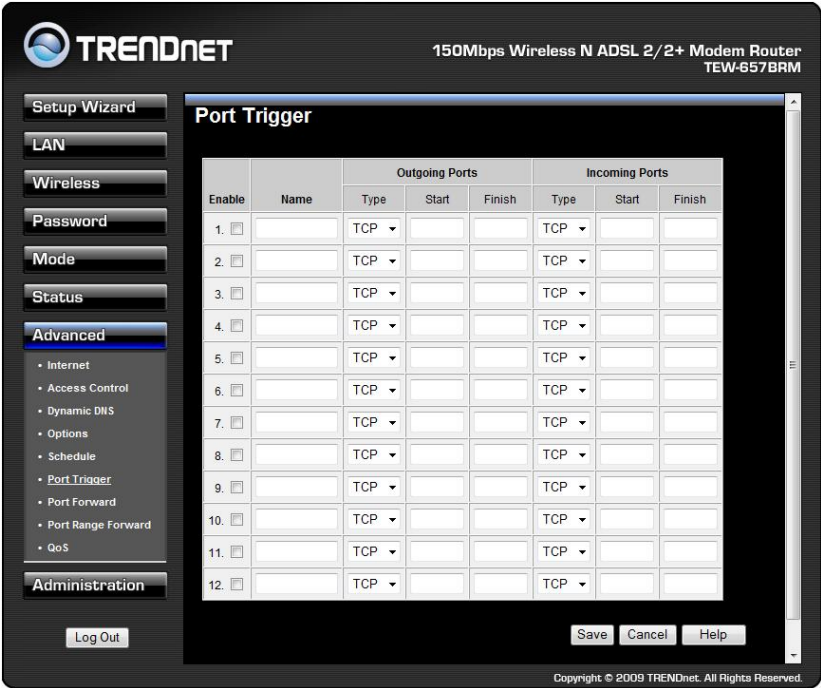 TRENDNET
150Mbps Wireless N ADSL 2/2+ Modem Router
TEW-657BRM
Setup Wizard
LAN
Wireless
Password
Mode
Status
Advanced
• Internet
• Access Control
• Dynamic DNS
• Options
• Schedule
• Port Trigger
• Port Forward
• Port Range Forward
• QoS
Administration
Log Out
Port Trigger
Outgoing Ports Incoming Ports
Enable Name Type Start Finish Type Start Finish
1. TCP TCP
2. TCP TCP
3. TCP TCP
4. TCP TCP
5. TCP TCP
6. TCP TCP
7. TCP TCP
8. TCP TCP
9. TCP TCP
10. TCP TCP
11. TCP TCP
12. TCP TCP
Save Cancel Help
Copyright © 2009 TRENDnet. All Rights Reserved.